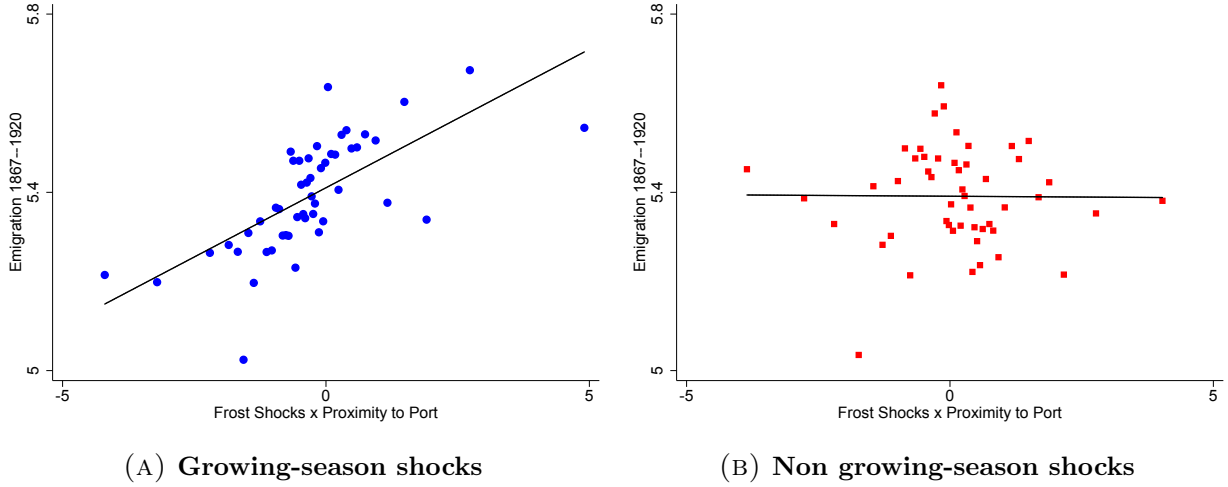 5.8
Emigration 1867--1920
5.4
5
-5
0
5
Frost Shocks x Proximity to Port
(A) Growing-season shocks
5.8
Emigration 1867--1920
5.4
5
-5
0
5
Frost Shocks x Proximity to Port
(B) Non growing-season shocks